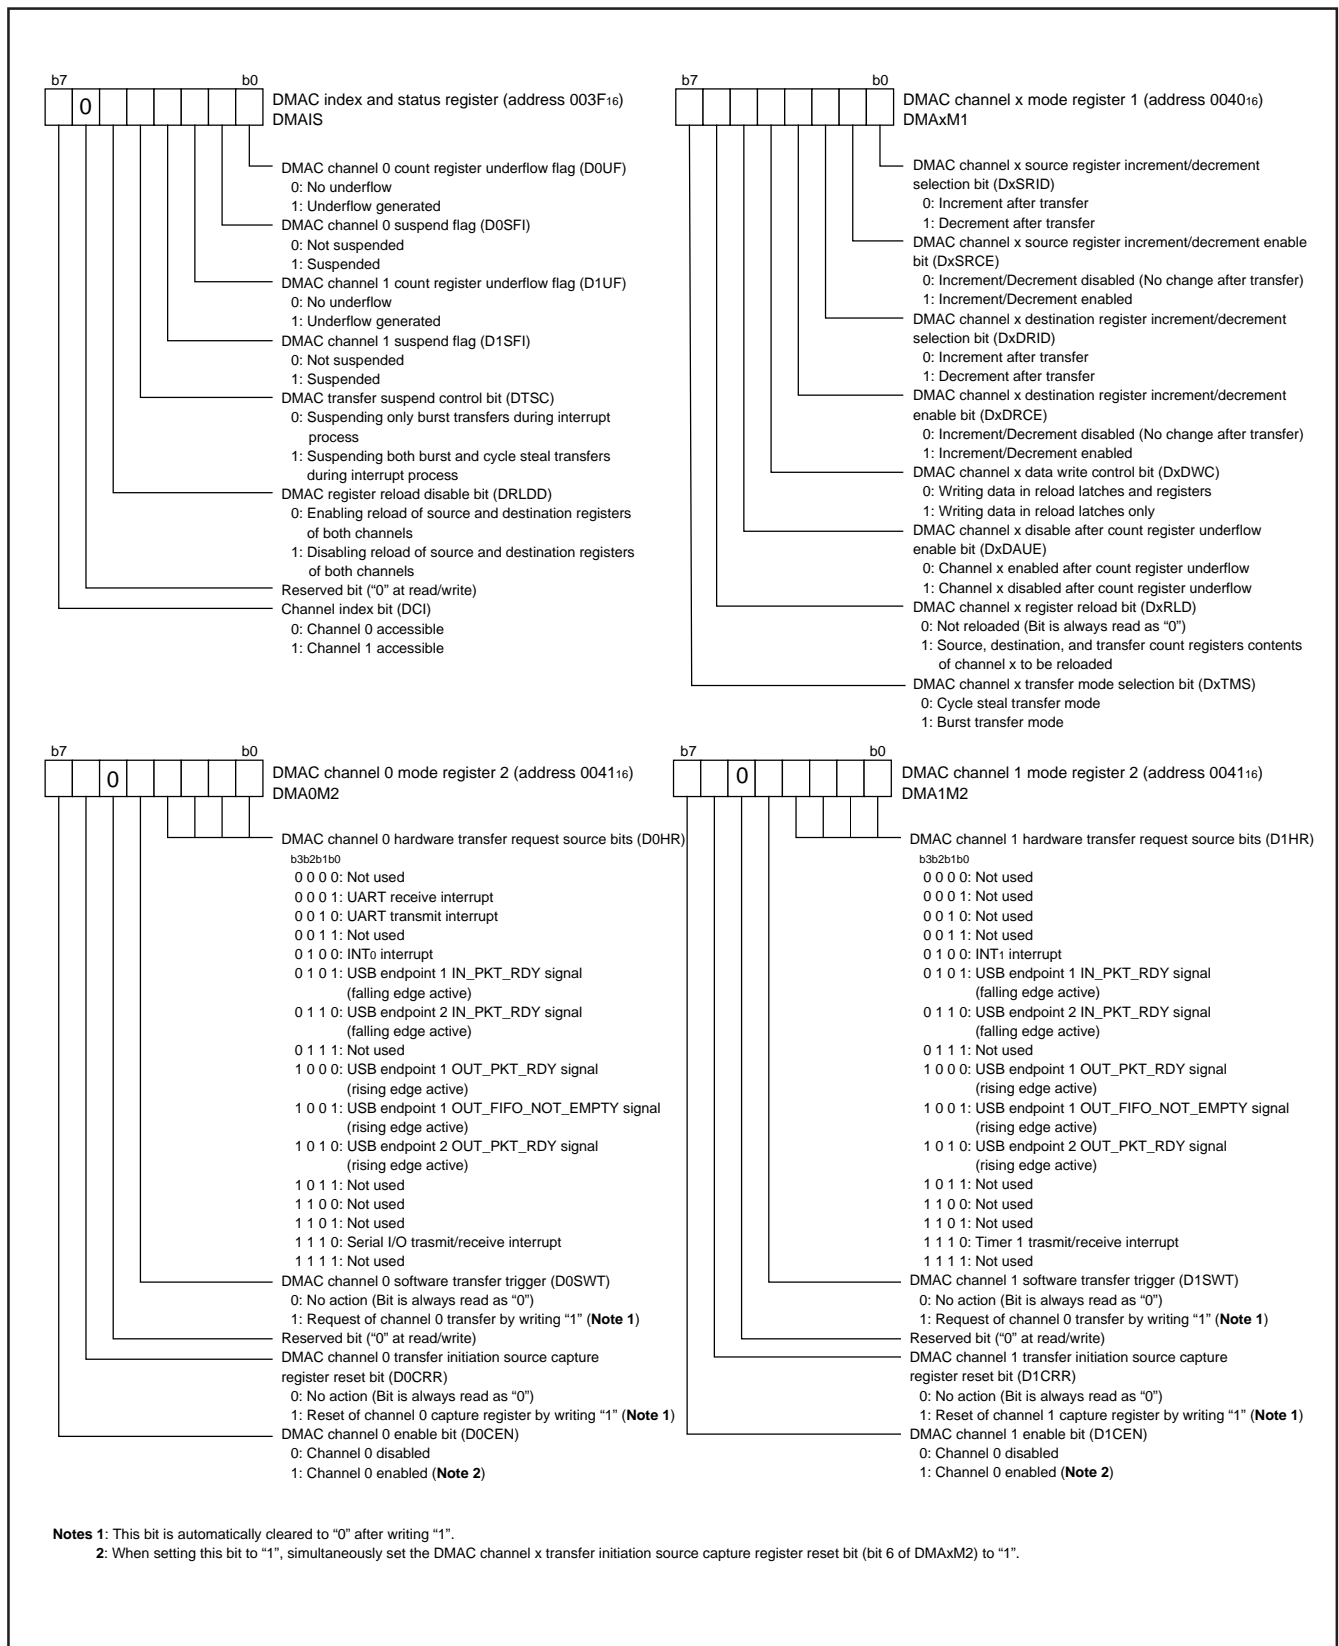 b7 b0
0
DMAC index and status register (address 003F16)
DMAIS
DMAC channel 0 count register underflow flag (D0UF)
0: No underflow
1: Underflow generated
DMAC channel 0 suspend flag (D0SFI)
0: Not suspended
1: Suspended
DMAC channel 1 count register underflow flag (D1UF)
0: No underflow
1: Underflow generated
DMAC channel 1 suspend flag (D1SFI)
0: Not suspended
1: Suspended
DMAC transfer suspend control bit (DTSC)
0: Suspending only burst transfers during interrupt
process
1: Suspending both burst and cycle steal transfers
during interrupt process
DMAC register reload disable bit (DRLDD)
0: Enabling reload of source and destination registers
of both channels
1: Disabling reload of source and destination registers
of both channels
Reserved bit (“0” at read/write)
Channel index bit (DCI)
0: Channel 0 accessible
1: Channel 1 accessible
b7 b0
DMAC channel x mode register 1 (address 004016)
DMAxM1
DMAC channel x source register increment/decrement
selection bit (DxSRID)
0: Increment after transfer
1: Decrement after transfer
DMAC channel x source register increment/decrement enable
bit (DxSRCE)
0: Increment/Decrement disabled (No change after transfer)
1: Increment/Decrement enabled
DMAC channel x destination register increment/decrement
selection bit (DxDRID)
0: Increment after transfer
1: Decrement after transfer
DMAC channel x destination register increment/decrement
enable bit (DxDRCE)
0: Increment/Decrement disabled (No change after transfer)
1: Increment/Decrement enabled
DMAC channel x data write control bit (DxDWC)
0: Writing data in reload latches and registers
1: Writing data in reload latches only
DMAC channel x disable after count register underflow
enable bit (DxDAUE)
0: Channel x enabled after count register underflow
1: Channel x disabled after count register underflow
DMAC channel x register reload bit (DxRLD)
0: Not reloaded (Bit is always read as “0”)
1: Source, destination, and transfer count registers contents
of channel x to be reloaded
DMAC channel x transfer mode selection bit (DxTMS)
0: Cycle steal transfer mode
1: Burst transfer mode
b7 b0
0
DMAC channel 0 mode register 2 (address 004116)
DMA0M2
DMAC channel 0 hardware transfer request source bits (D0HR)
b3b2b1b0
0 0 0 0: Not used
0 0 0 1: UART receive interrupt
0 0 1 0: UART transmit interrupt
0 0 1 1: Not used
0 1 0 0: INT0 interrupt
0 1 0 1: USB endpoint 1 IN_PKT_RDY signal
(falling edge active)
0 1 1 0: USB endpoint 2 IN_PKT_RDY signal
(falling edge active)
0 1 1 1: Not used
1 0 0 0: USB endpoint 1 OUT_PKT_RDY signal
(rising edge active)
1 0 0 1: USB endpoint 1 OUT_FIFO_NOT_EMPTY signal
(rising edge active)
1 0 1 0: USB endpoint 2 OUT_PKT_RDY signal
(rising edge active)
1 0 1 1: Not used
1 1 0 0: Not used
1 1 0 1: Not used
1 1 1 0: Serial I/O trasmit/receive interrupt
1 1 1 1: Not used
DMAC channel 0 software transfer trigger (D0SWT)
0: No action (Bit is always read as “0”)
1: Request of channel 0 transfer by writing “1” (Note 1)
Reserved bit (“0” at read/write)
DMAC channel 0 transfer initiation source capture
register reset bit (D0CRR)
0: No action (Bit is always read as “0”)
1: Reset of channel 0 capture register by writing “1” (Note 1)
DMAC channel 0 enable bit (D0CEN)
0: Channel 0 disabled
1: Channel 0 enabled (Note 2)
b7 b0
0
DMAC channel 1 mode register 2 (address 004116)
DMA1M2
DMAC channel 1 hardware transfer request source bits (D1HR)
b3b2b1b0
0 0 0 0: Not used
0 0 0 1: Not used
0 0 1 0: Not used
0 0 1 1: Not used
0 1 0 0: INT1 interrupt
0 1 0 1: USB endpoint 1 IN_PKT_RDY signal
(falling edge active)
0 1 1 0: USB endpoint 2 IN_PKT_RDY signal
(falling edge active)
0 1 1 1: Not used
1 0 0 0: USB endpoint 1 OUT_PKT_RDY signal
(rising edge active)
1 0 0 1: USB endpoint 1 OUT_FIFO_NOT_EMPTY signal
(rising edge active)
1 0 1 0: USB endpoint 2 OUT_PKT_RDY signal
(rising edge active)
1 0 1 1: Not used
1 1 0 0: Not used
1 1 0 1: Not used
1 1 1 0: Timer 1 trasmit/receive interrupt
1 1 1 1: Not used
DMAC channel 1 software transfer trigger (D1SWT)
0: No action (Bit is always read as “0”)
1: Request of channel 0 transfer by writing “1” (Note 1)
Reserved bit (“0” at read/write)
DMAC channel 1 transfer initiation source capture
register reset bit (D1CRR)
0: No action (Bit is always read as “0”)
1: Reset of channel 1 capture register by writing “1” (Note 1)
DMAC channel 1 enable bit (D1CEN)
0: Channel 0 disabled
1: Channel 0 enabled (Note 2)
Notes 1: This bit is automatically cleared to “0” after writing “1”.
2: When setting this bit to “1”, simultaneously set the DMAC channel x transfer initiation source capture register reset bit (bit 6 of DMAxM2) to “1”.